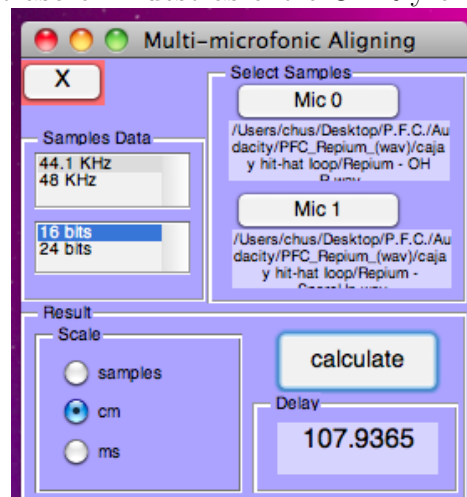 Multi-microfonic Aligning
X
Select Samples
Mic 0
/Users/chus/Desktop/P.F.C./Au
dacity/PFC_Repium_(wav)/caja
y hit-hat loop/Repium - OH
Samples Data
44.1 KHz
48 KHz
16 bits
24 bits
Mic 1
/Users/chus/Desktop/P.F.C./Au
dacity/PFC_Repium_(wav)/caja
y hit-hat loop/Repium -
Result
Scale
samples
cm
ms
calculate
Delay
107.9365